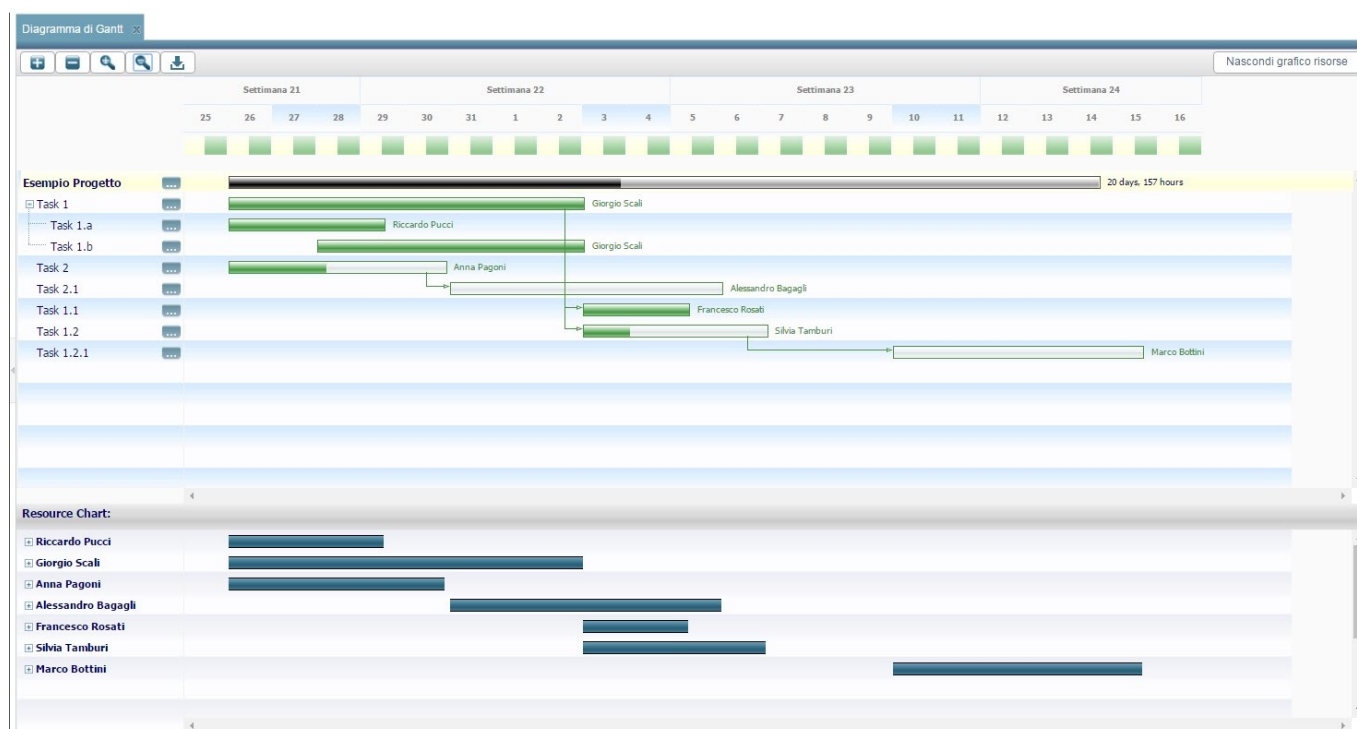 Diagramma di Gantt x
Nascondi grafico risorse
Settimana 21 Settimana 22 Settimana 23 Settimana 24
25 26 27 28 29 30 31 1 2 3 4 5 6 7 8 9 10 11 12 13 14 15 16
Esempio Progetto ... 20 days, 157 hours
Task 1 ... Giorgio Scali
Task 1.a ... Riccardo Pucci
Task 1.b ... Giorgio Scali
Task 2 ... Anna Pagoni
Task 2.1 ... Alessandro Bagagli
Task 1.1 ... Francesco Rosati
Task 1.2 ... Silvia Tamburi
Task 1.2.1 ... Marco Bottini
Resource Chart:
Riccardo Pucci
Giorgio Scali
Anna Pagoni
Alessandro Bagagli
Francesco Rosati
Silvia Tamburi
Marco Bottini